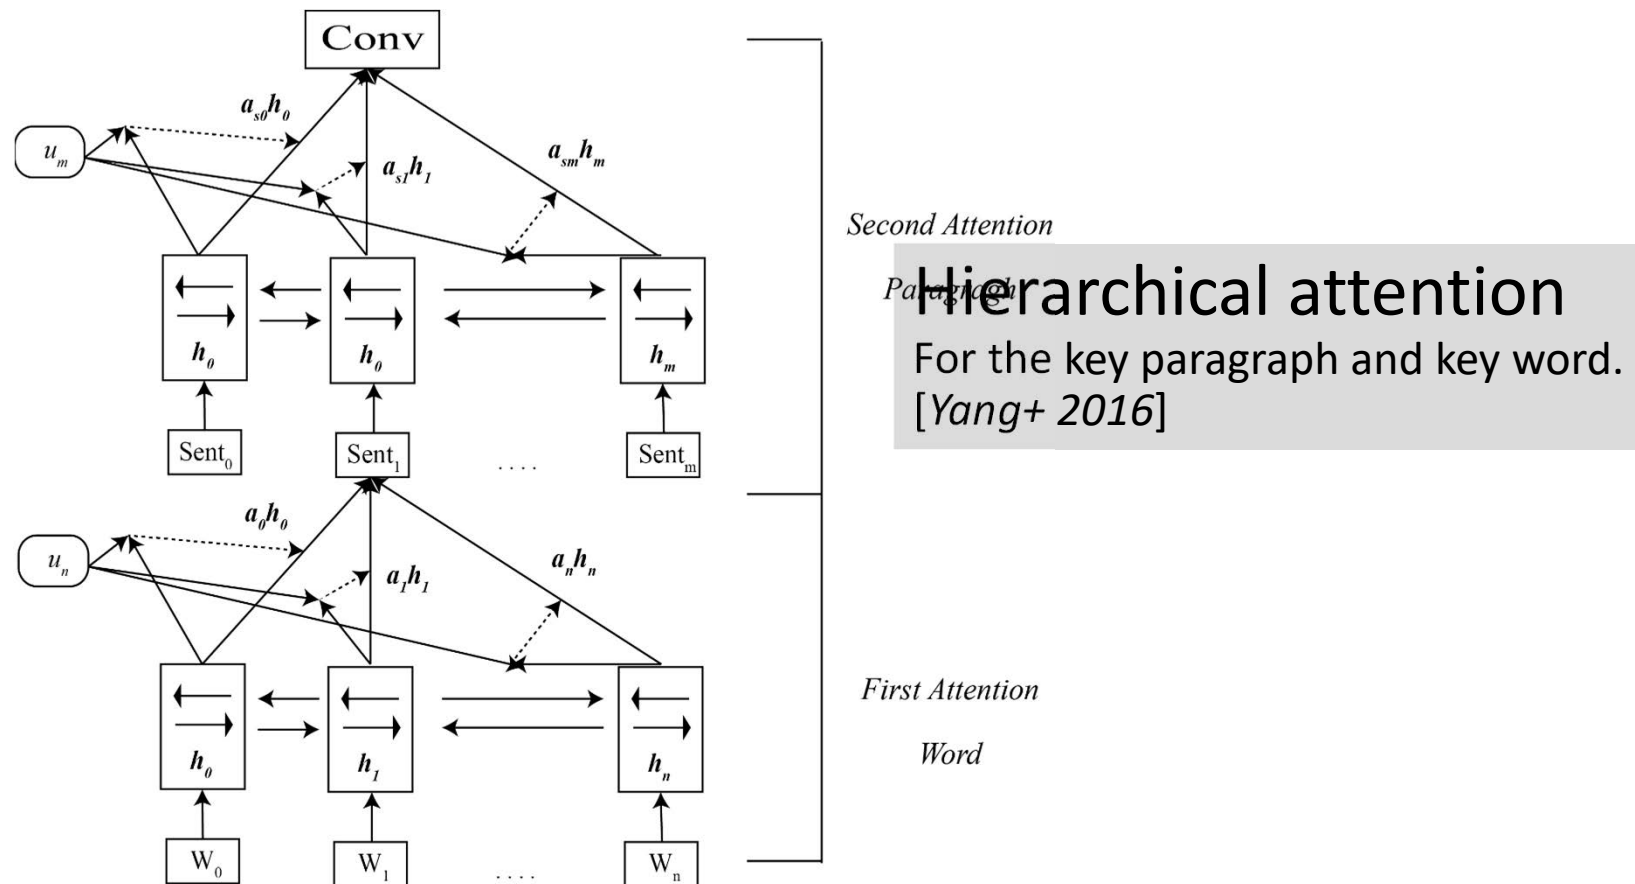 Conv
a_s0 h_0
u_m
a_s1 h_1
a_sm h_m
Second Attention
Paragragh
Hierarchical attention
For the key paragraph and key word.
[Yang+ 2016]
h_0 h_0 h_m
Sent_0 Sent_1 .... Sent_m
a_0 h_0
u_n
a_1 h_1
a_n h_n
First Attention
Word
h_0 h_1 h_n
W_0 W_1 .... W_n